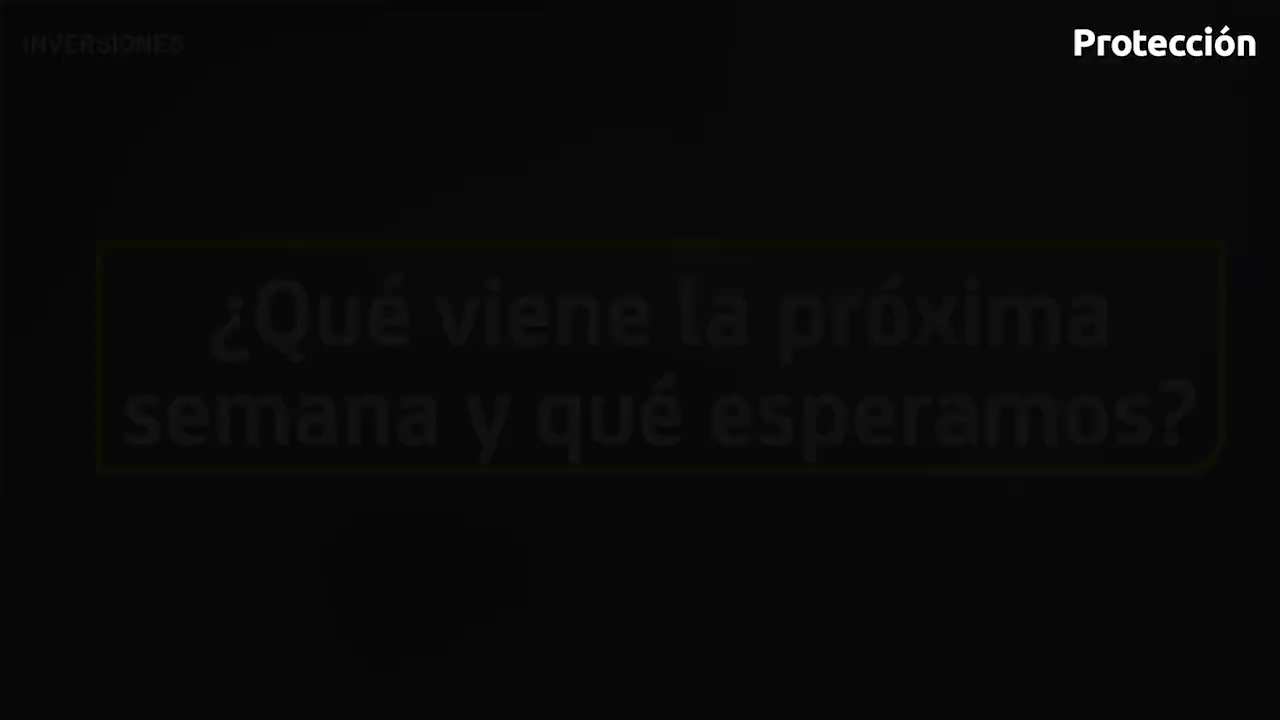 INVERSIONES
Protección
¿Qué viene la próxima
semana y qué esperamos?